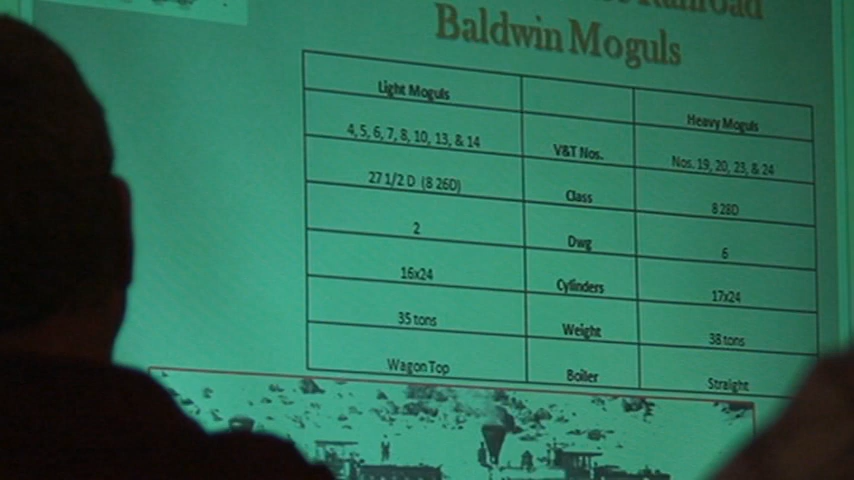 Railroad
Baldwin Moguls
Light Moguls Heavy Moguls
4, 5, 6, 7, 8, 10, 13, & 14 V&T Nos. Nos. 19, 20, 23, & 24
27 1/2 D (8 26D) Class 8 28D
2 Dwg 6
16x24 Cylinders 17x24
35 tons Weight 38 tons
Wagon Top Boiler Straight